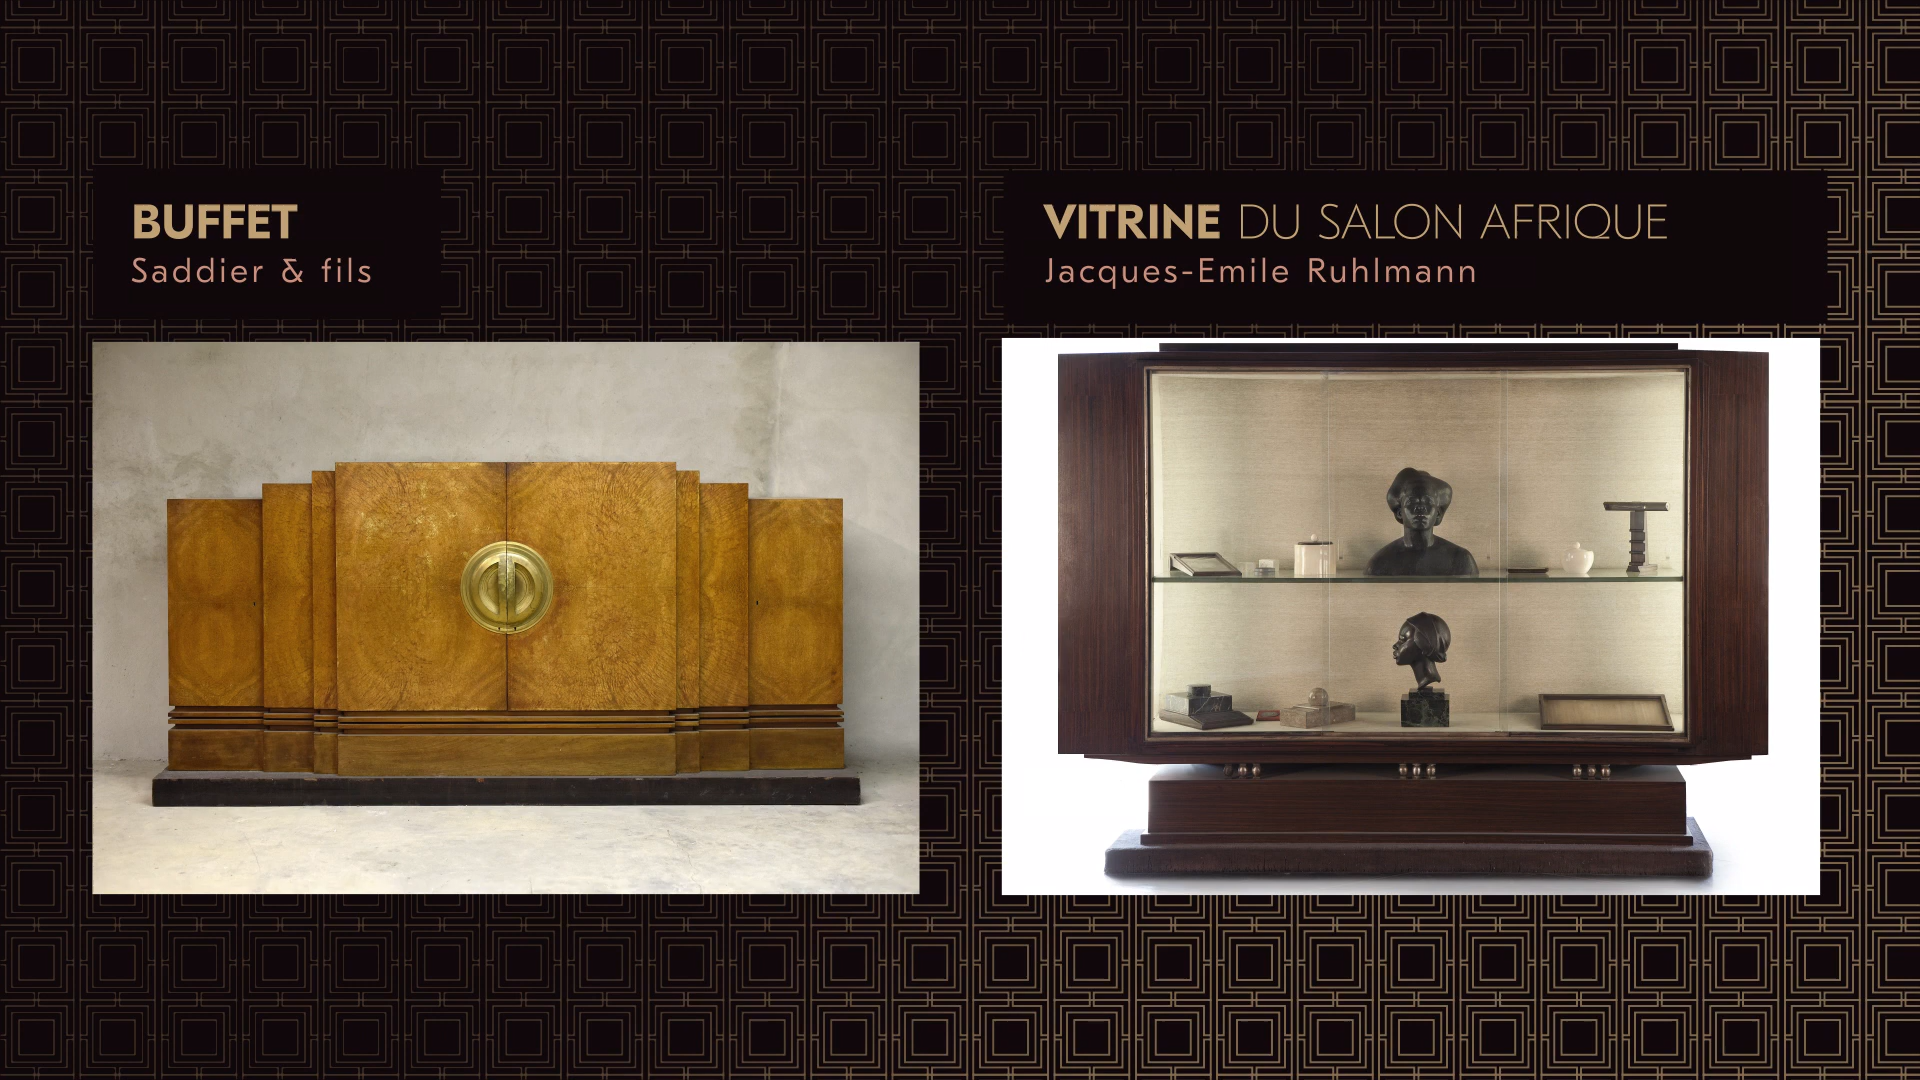 BUFFET
Saddier & fils
VITRINE DU SALON AFRIQUE
Jacques-Emile Ruhlmann